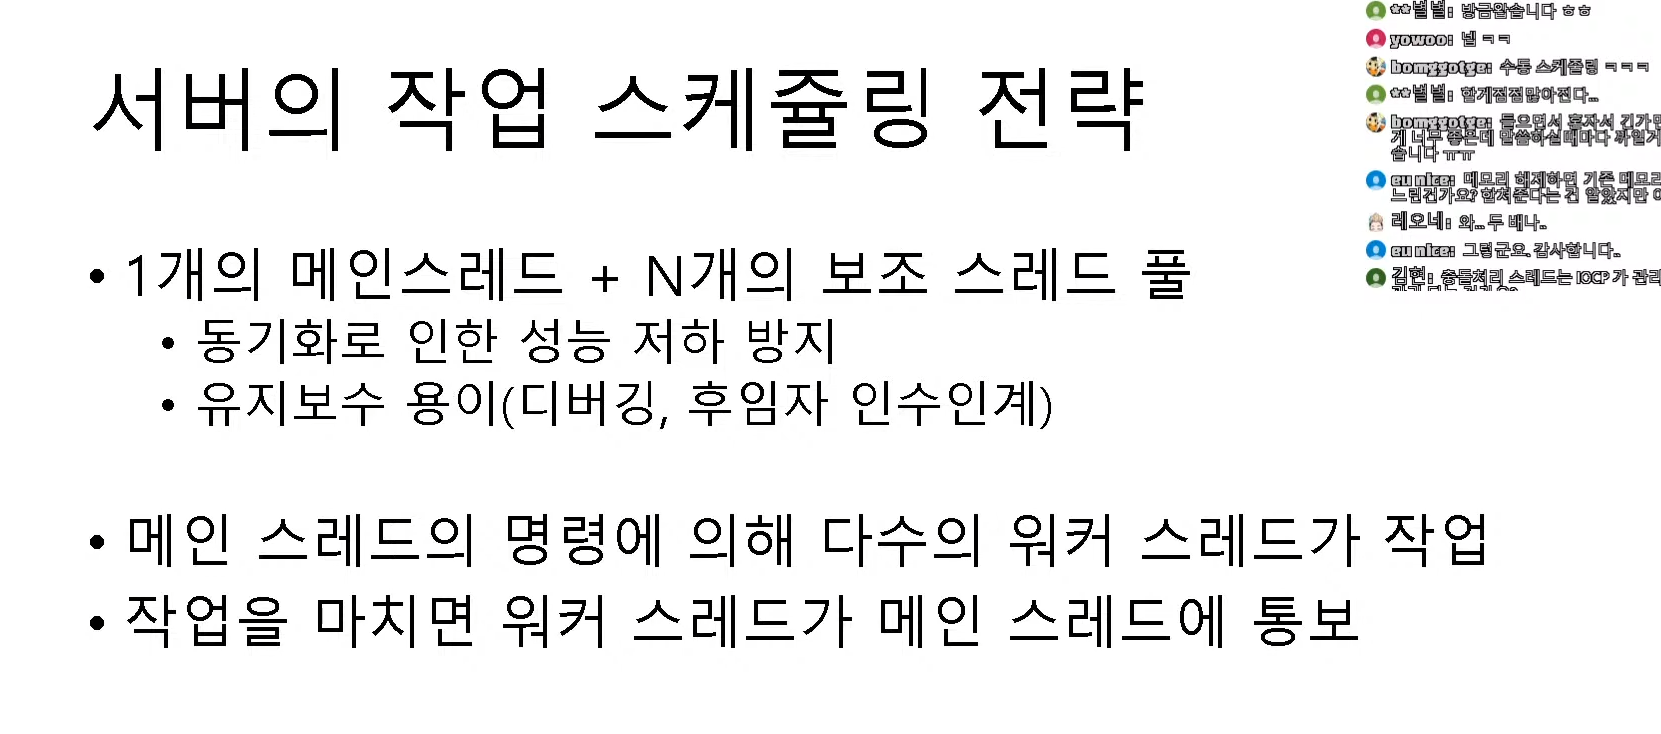 서버의 작업 스케쥴링 전략
• 1개의 메인스레드 + N개의 보조 스레드 풀
• 동기화로 인한 성능 저하 방지
• 유지보수 용이(디버깅, 후임자 인수인계)
• 메인 스레드의 명령에 의해 다수의 워커 스레드가 작업
• 작업을 마치면 워커 스레드가 메인 스레드에 통보
**별별: 방금왔습니다 ㅎㅎ
yowoo: 넵 ㅋㅋ
bomggotge: 수동 스케쥴링 ㅋㅋㅋ
**별별: 할게점점많아진다..
bomggotge: 들으면서 혼자서 긴가민
게 너무 좋은데 말씀하실때마다
습니다 ㅠㅠ
eu nice: 메모리 해제하면 기존 메모리
느린건가요? 합쳐준다는 건 알았지만
레오네: 와... 두 배나..
eu nice: 그렇군요. 감사합니다..
김현: 충돌처리 스레드는 IOCP 가 관리